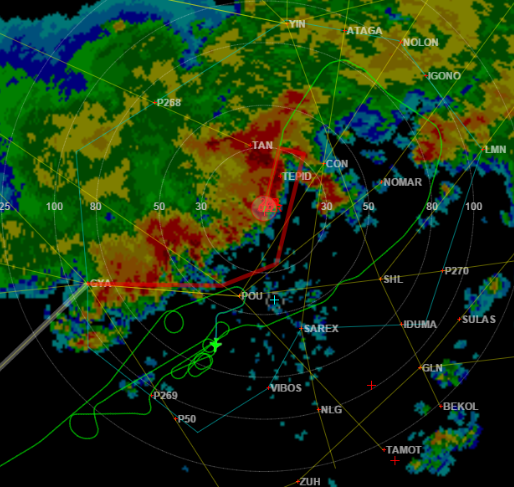 YIN
ATAGA
NOLON
IGONO
P268
TAN
LMN
CON
TEPID
NOMAR
25 100 80 50 30 30 50 80 100
SHL
P270
GYA
POU
SULAS
SAREX
IDUMA
GLN
VIBOS
P269
NLG
BEKOL
P50
TAMOT
ZUH